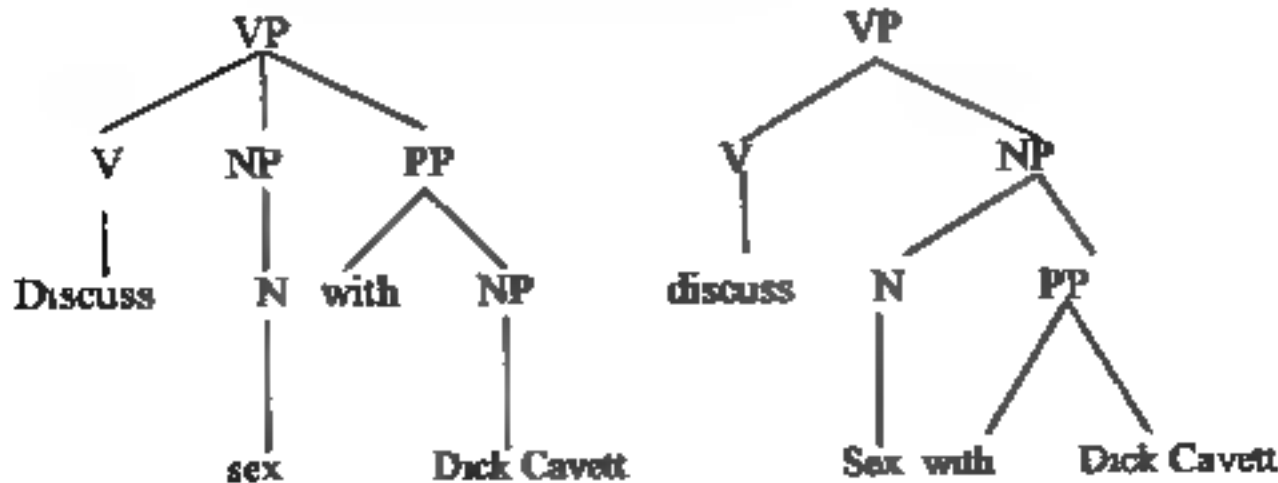 VP VP
V NP PP V NP
Discuss N with NP discuss N PP
sex Dick Cavett Sex with Dick Cavett